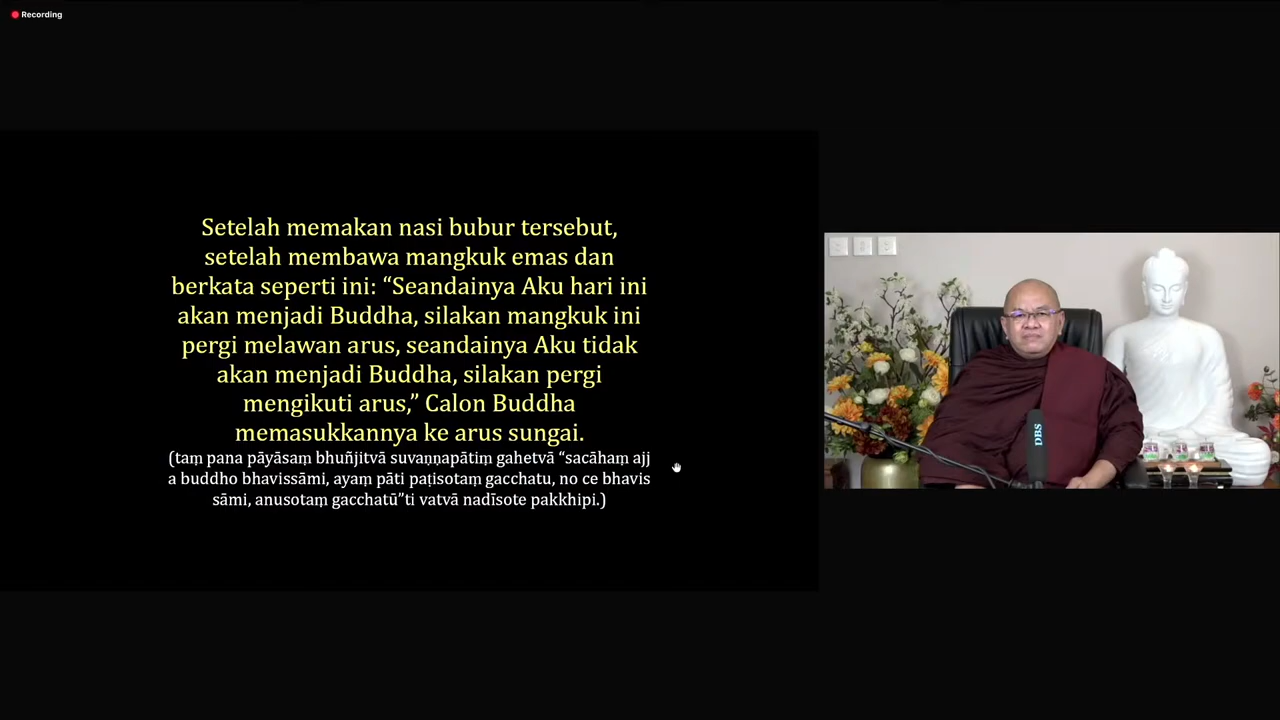 Recording
Setelah memakan nasi bubur tersebut,
setelah membawa mangkuk emas dan
berkata seperti ini: “Seandainya Aku hari ini
akan menjadi Buddha, silakan mangkuk ini
pergi melawan arus, seandainya Aku tidak
akan menjadi Buddha, silakan pergi
mengikuti arus,” Calon Buddha
memasukkannya ke arus sungai.
(taṃ pana pāyāsaṃ bhuñjitvā suvaṇṇapātiṃ gahetvā “sacāhaṃ ajj
a buddho bhavissāmi, ayaṃ pāti paṭisotaṃ gacchatu, no ce bhavis
sāmi, anusotaṃ gacchatū”ti vatvā nadīsote pakkhipi.)
DBS